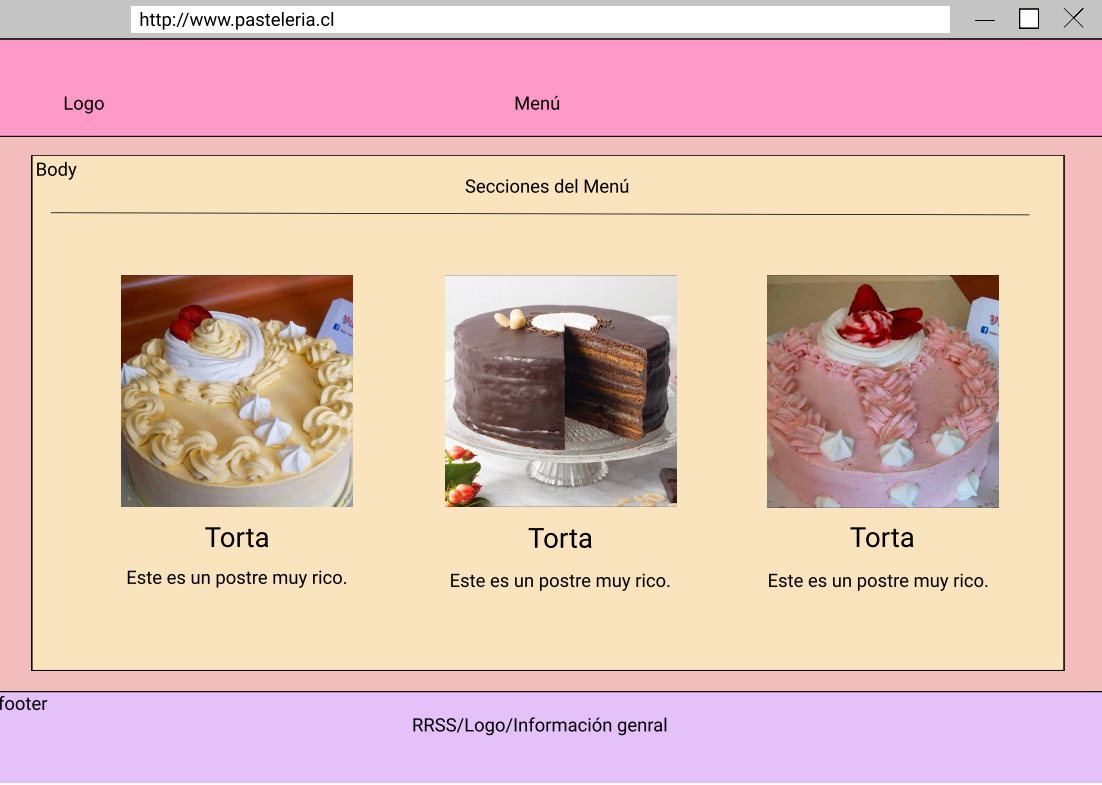 http://www.pasteleria.cl
Logo
Menú
Body
Secciones del Menú
Torta
Torta
Torta
Este es un postre muy rico.
Este es un postre muy rico.
Este es un postre muy rico.
footer
RRSS/Logo/Información genral